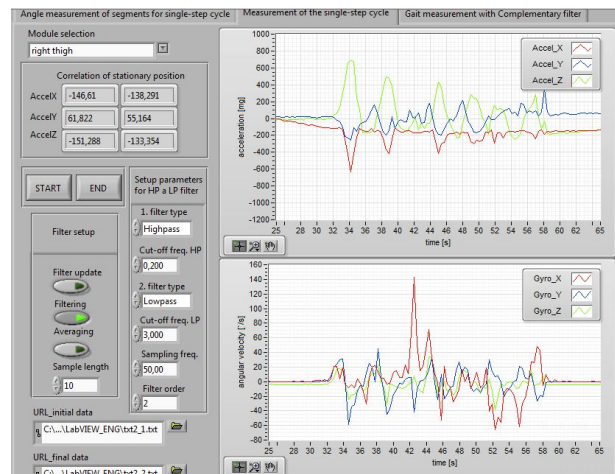 Angle measurement of segments for single-step cycle
Measurement of the single-step cycle
Gait measurement with Complementary filter
Module selection
right thigh
Correlation of stationary position
AccelX -146,61 -138,291
AccelY 61,822 55,164
AccelZ -151,288 -133,354
START END
Filter setup
Filter update
Filtering
Averaging
Sample length
10
Setup parameters
for HP a LP filter
1. filter type
Highpass
Cut-off freq. HP
0,200
2. filter type
Lowpass
Cut-off freq. LP
3,000
Sampling freq.
50,00
Filter order
2
URL_initial data
C:\...\LabVIEW_ENG\txt2_1.txt
URL_final data
C:\...\LabVIEW_ENG\txt2_2.txt
acceleration [mg]
1000
800
600
400
200
0
-200
-400
-600
-800
-1000
-1200
25 28 30 32 34 36 38 40 42 44 46 48 50 52 54 56 58 60 62 65
time [s]
Accel_X
Accel_Y
Accel_Z
angular velocity [°/s]
160
140
120
100
80
60
40
20
0
-20
-40
-60
-80
25 28 30 32 34 36 38 40 42 44 46 48 50 52 54 56 58 60 62 65
time [s]
Gyro_X
Gyro_Y
Gyro_Z